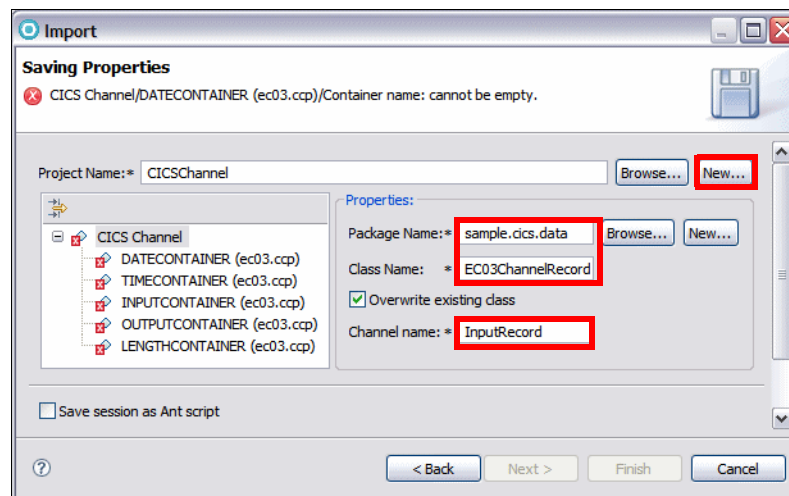 Import
Saving Properties
CICS Channel/DATECONTAINER (ec03.ccp)/Container name: cannot be empty.
Project Name:* CICSChannel Browse... New...
CICS Channel
DATECONTAINER (ec03.ccp)
TIMECONTAINER (ec03.ccp)
INPUTCONTAINER (ec03.ccp)
OUTPUTCONTAINER (ec03.ccp)
LENGTHCONTAINER (ec03.ccp)
Properties:
Package Name:* sample.cics.data Browse... New...
Class Name: * EC03ChannelRecord
Overwrite existing class
Channel name: * InputRecord
Save session as Ant script
? < Back Next > Finish Cancel